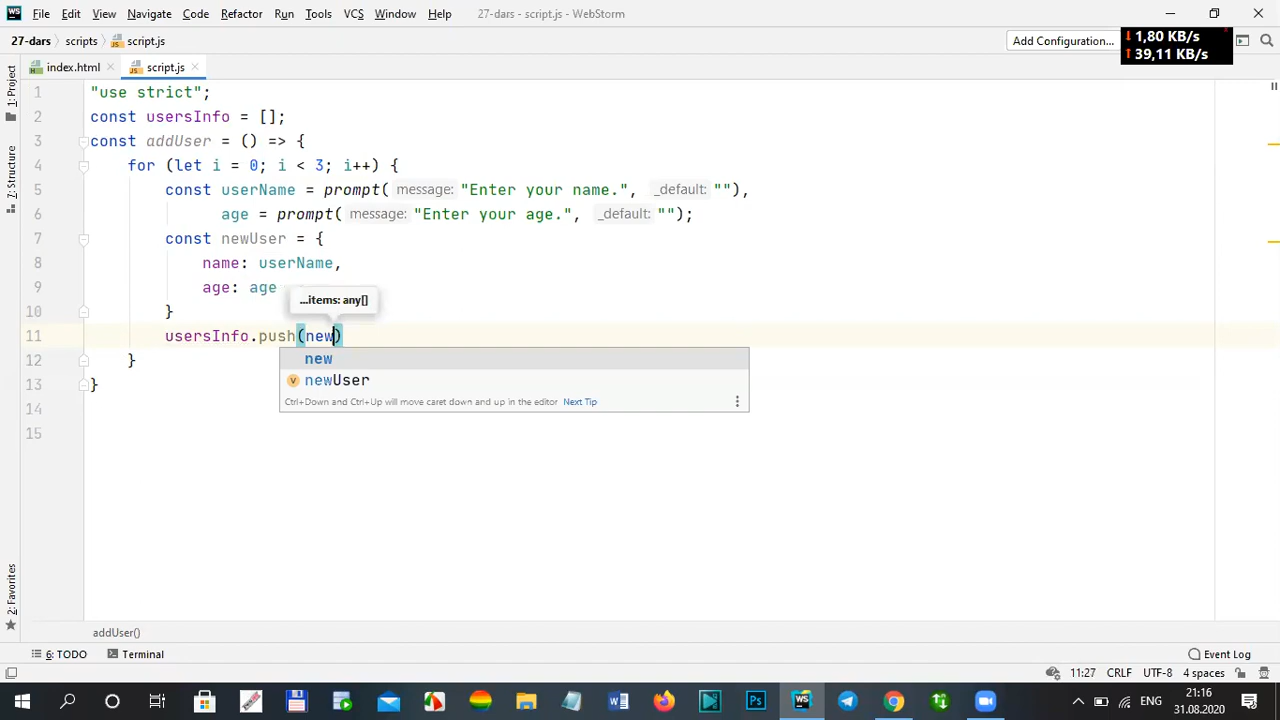 File Edit View Navigate Code Refactor Run Tools VCS Window Help 27-dars - script.js - WebStorm
27-dars scripts script.js Add Configuration... 1,80 KB/s
39,11 KB/s
index.html script.js
1: Project
7: Structure
2: Favorites
1 "use strict";
2 const usersInfo = [];
3 const addUser = () => {
4 for (let i = 0; i < 3; i++) {
5 const userName = prompt( message: "Enter your name.", _default: ""),
6 age = prompt( message: "Enter your age.", _default: "");
7 const newUser = {
8 name: userName,
9 age: age
...items: any[]
10 }
11 usersInfo.push(new)
new
12 }
v newUser
13 }
Ctrl+Down and Ctrl+Up will move caret down and up in the editor Next Tip
14
15
addUser()
6: TODO Terminal Event Log
11:27 CRLF UTF-8 4 spaces
ENG 21:16
31.08.2020